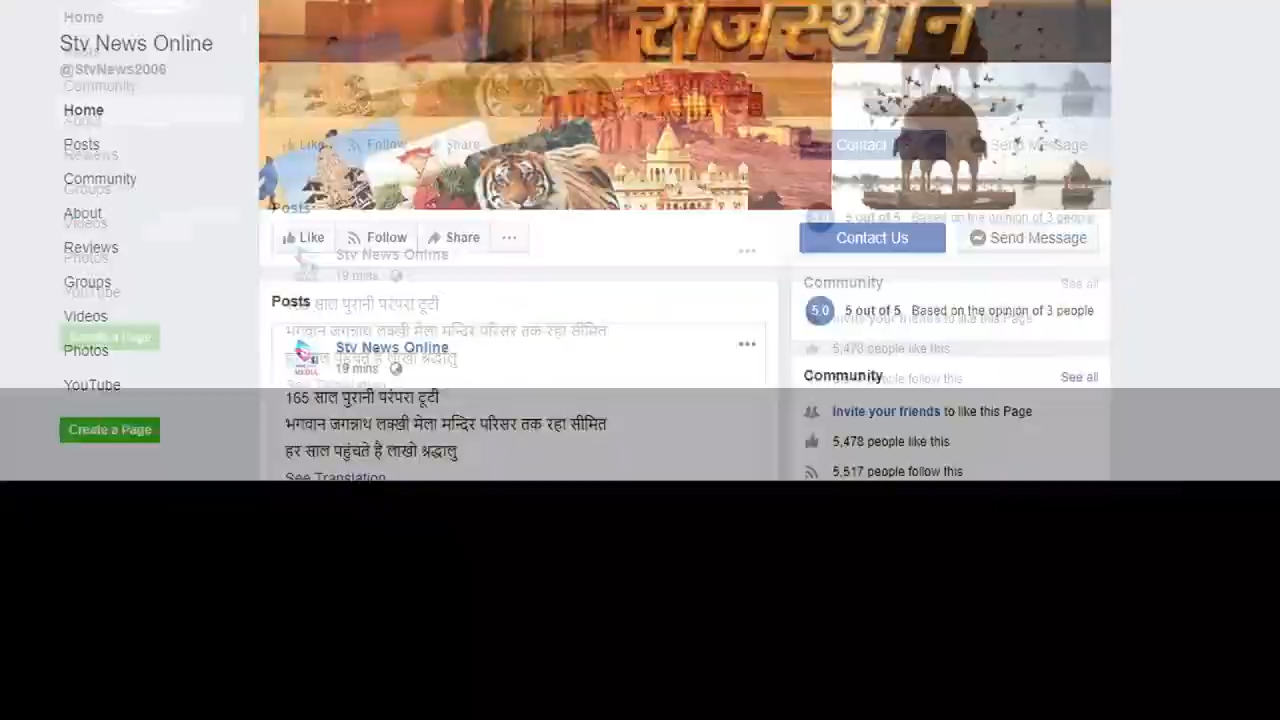 राजस्थान
Stv News Online
@StvNews2006
Home
Posts
Community
About
Reviews
Groups
Videos
Photos
YouTube
Create a Page
Like
Follow
Share
Contact Us
Send Message
Posts
Stv News Online
19 mins
165 साल पुरानी परंपरा टूटी
भगवान जगन्नाथ लक्खी मेला मन्दिर परिसर तक रहा सीमित
हर साल पहुंचते है लाखो श्रद्धालु
See Translation
5.0
5 out of 5 Based on the opinion of 3 people
Community
See all
Invite your friends to like this Page
5,478 people like this
5,517 people follow this